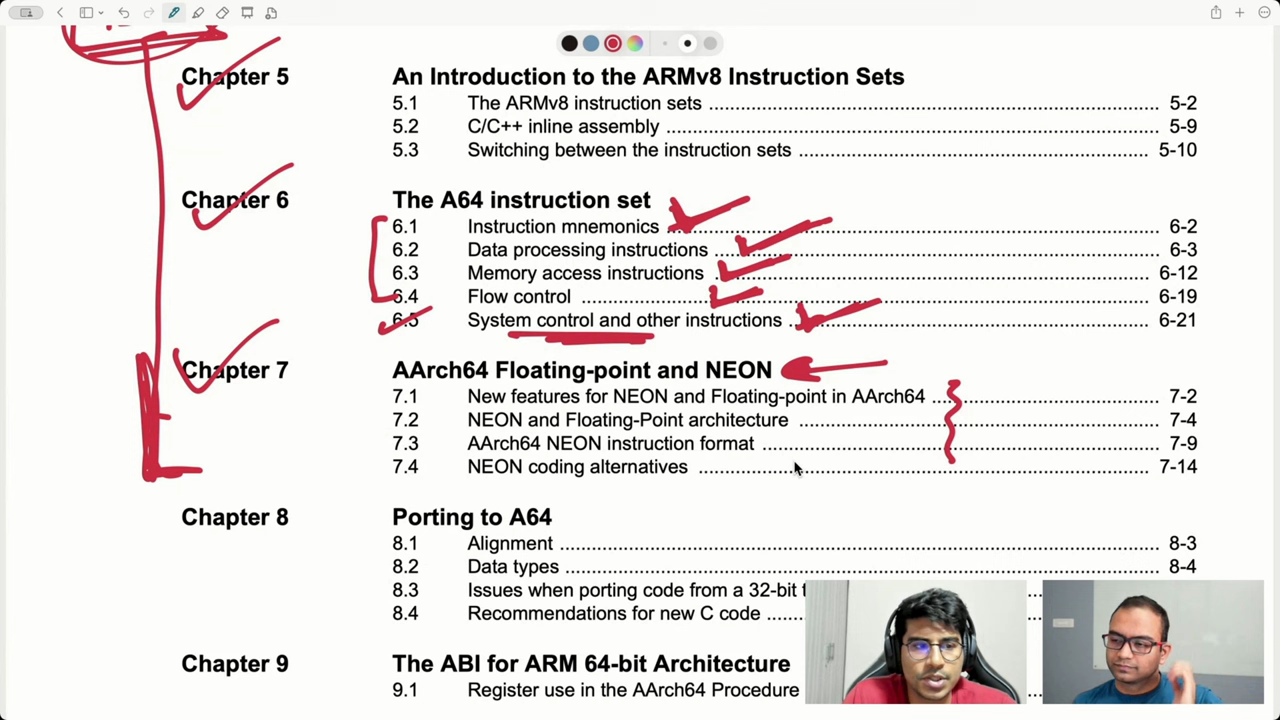 Chapter 5 An Introduction to the ARMv8 Instruction Sets
5.1 The ARMv8 instruction sets ........ 5-2
5.2 C/C++ inline assembly ........ 5-9
5.3 Switching between the instruction sets ........ 5-10
Chapter 6 The A64 instruction set
6.1 Instruction mnemonics ........ 6-2
6.2 Data processing instructions ........ 6-3
6.3 Memory access instructions ........ 6-12
6.4 Flow control ........ 6-19
6.5 System control and other instructions ........ 6-21
Chapter 7 AArch64 Floating-point and NEON
7.1 New features for NEON and Floating-point in AArch64 ........ 7-2
7.2 NEON and Floating-Point architecture ........ 7-4
7.3 AArch64 NEON instruction format ........ 7-9
7.4 NEON coding alternatives ........ 7-14
Chapter 8 Porting to A64
8.1 Alignment ........ 8-3
8.2 Data types ........ 8-4
8.3 Issues when porting code from a 32-bit
8.4 Recommendations for new C code ........
Chapter 9 The ABI for ARM 64-bit Architecture
9.1 Register use in the AArch64 Procedure